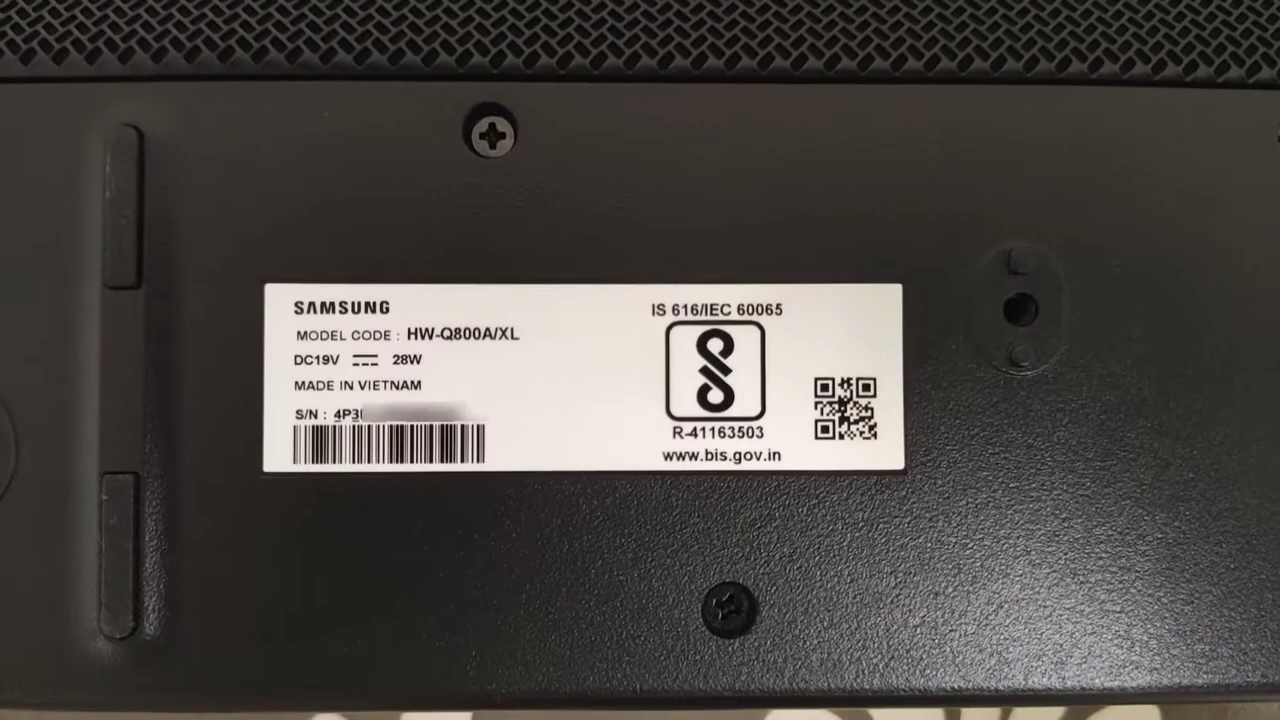 SAMSUNG
MODEL CODE : HW-Q800A/XL
DC19V 28W
MADE IN VIETNAM
S/N : 4P3
IS 616/IEC 60065
R-41163503
www.bis.gov.in